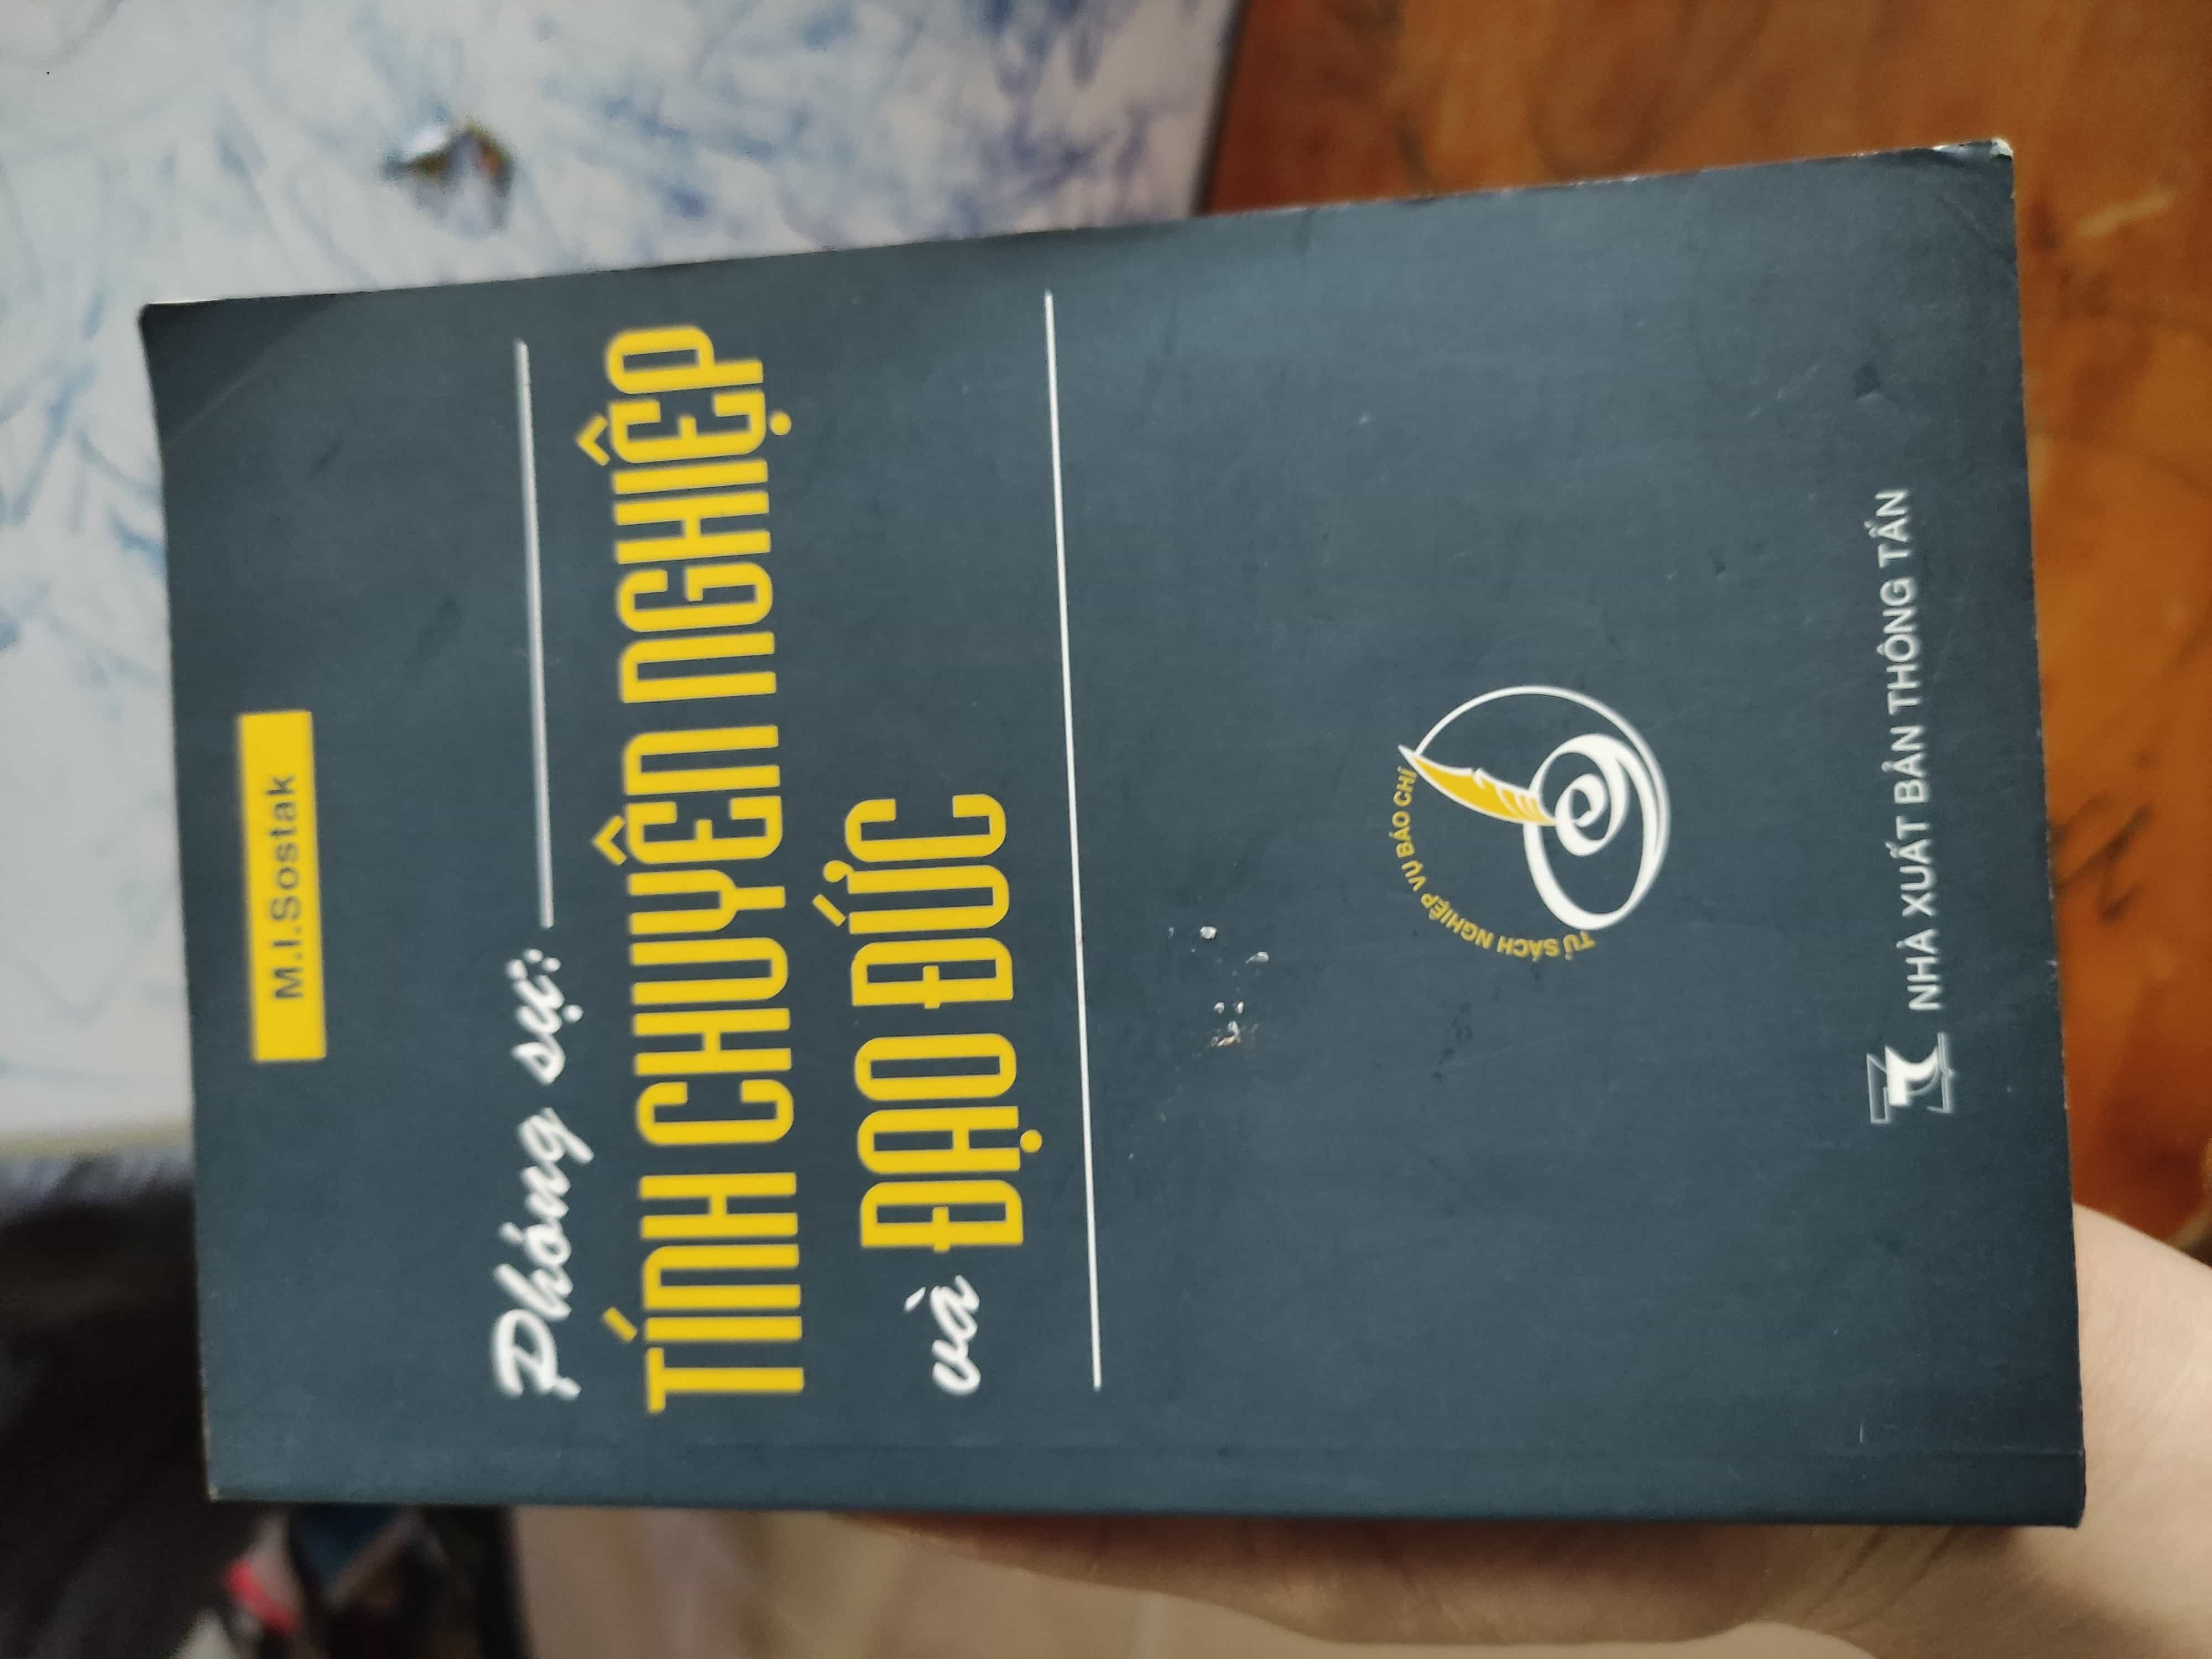 M.I.Sostak
Phóng sự:
TÍNH CHUYÊN NGHIỆP
và ĐẠO ĐỨC
TỦ SÁCH NGHIỆP VỤ BÁO CHÍ
NHÀ XUẤT BẢN THÔNG TẤN